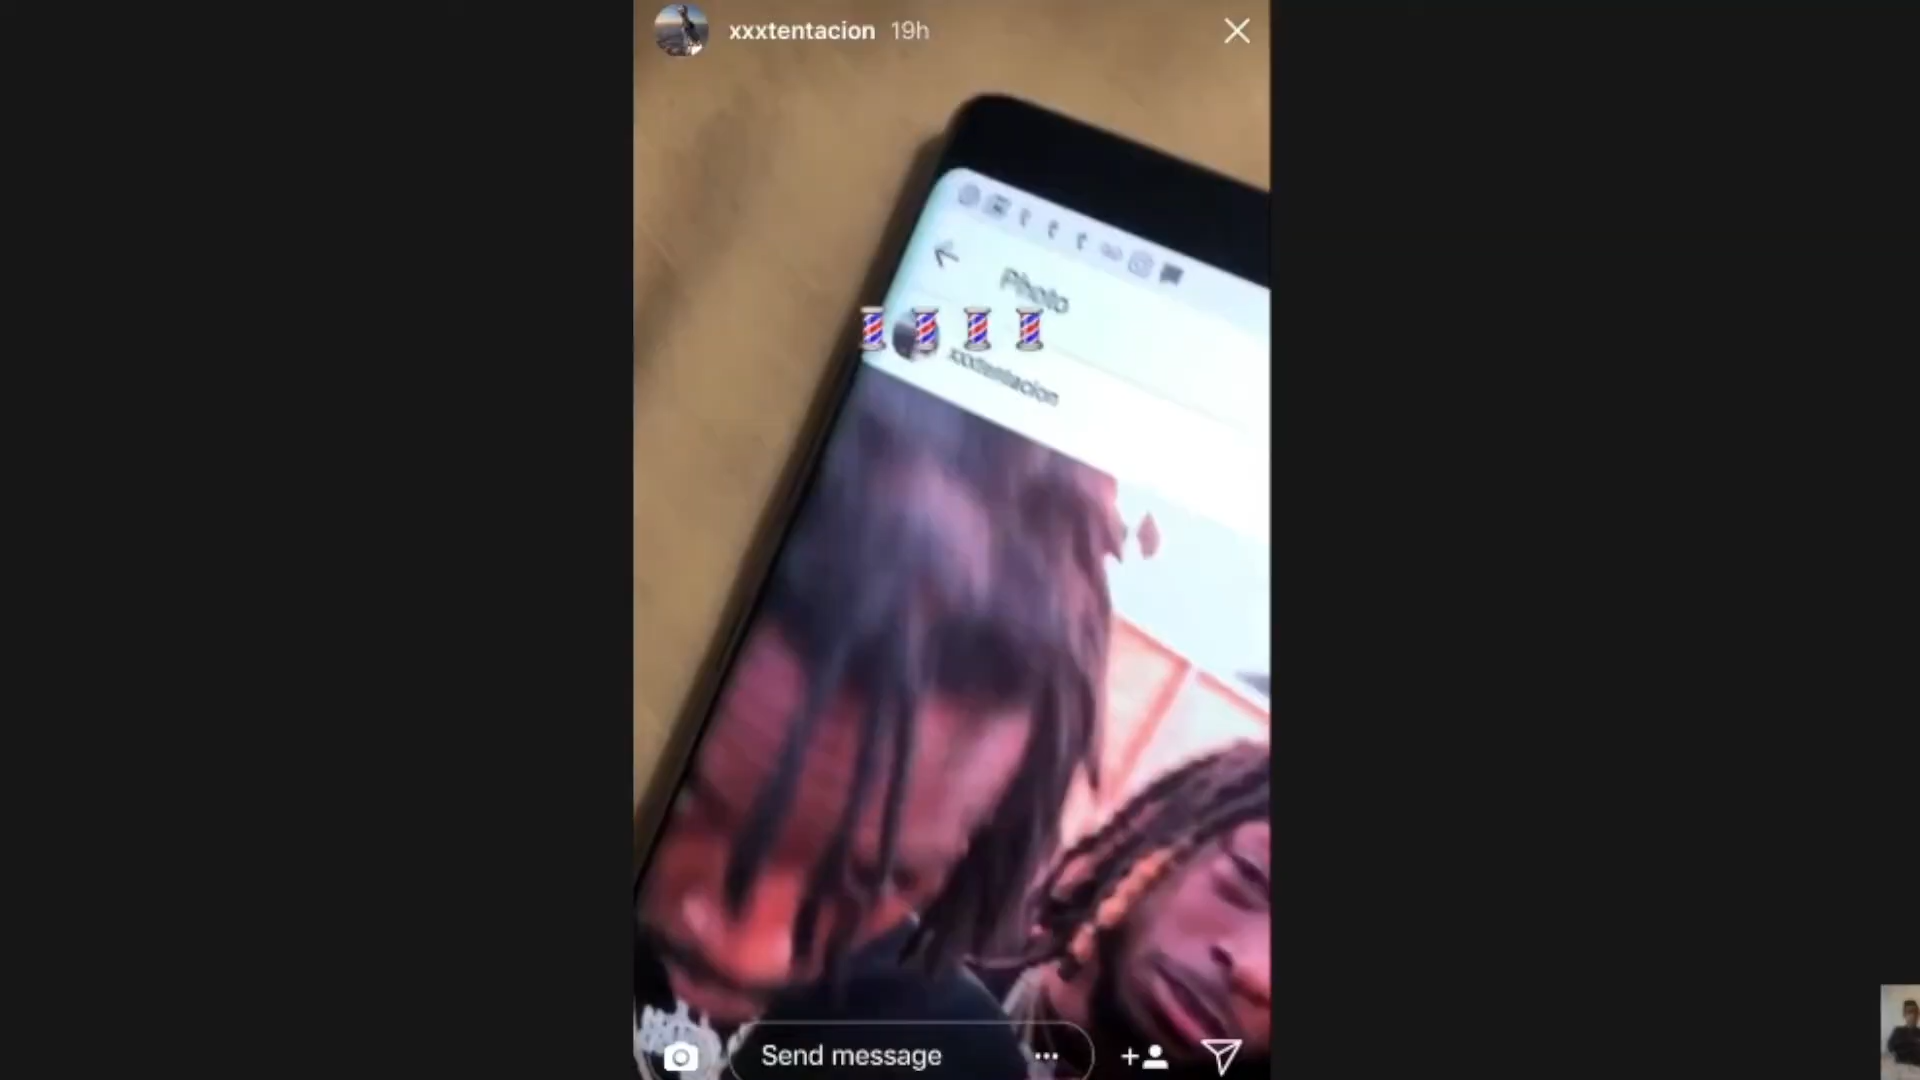 xxxtentacion 19h
Photo
xxxtentacion
Send message